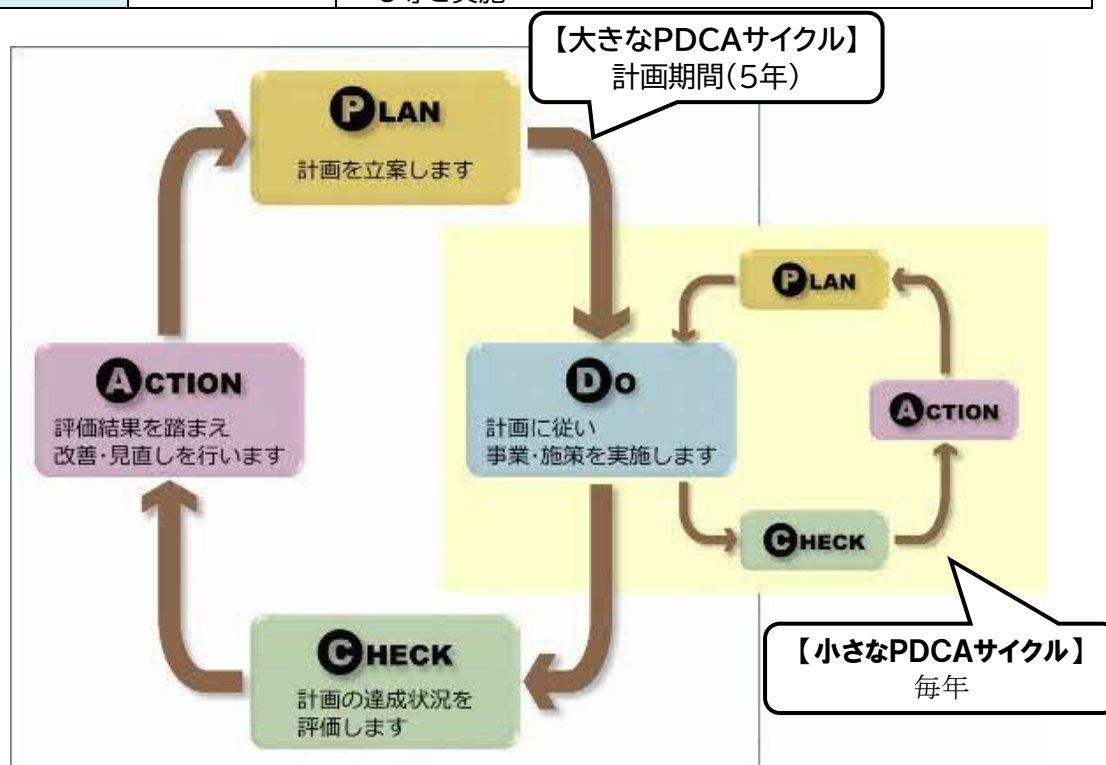 【大きなPDCAサイクル】
計画期間(5年)
PLAN
計画を立案します
PLAN
ACTION
評価結果を踏まえ
改善・見直しを行います
DO
計画に従い
事業・施策を実施します
ACTION
CHECK
CHECK
計画の達成状況を
評価します
【小さなPDCAサイクル】
毎年